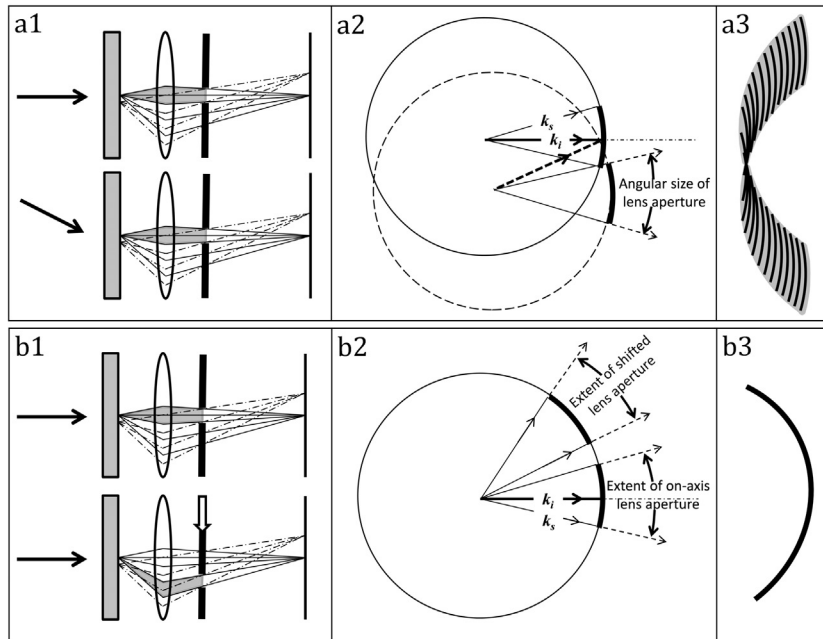 a1
a2
a3
k_s
k_i
Angular size of
lens aperture
b1
b2
b3
Extent of shifted
lens aperture
Extent of on-axis
lens aperture
k_i
k_s